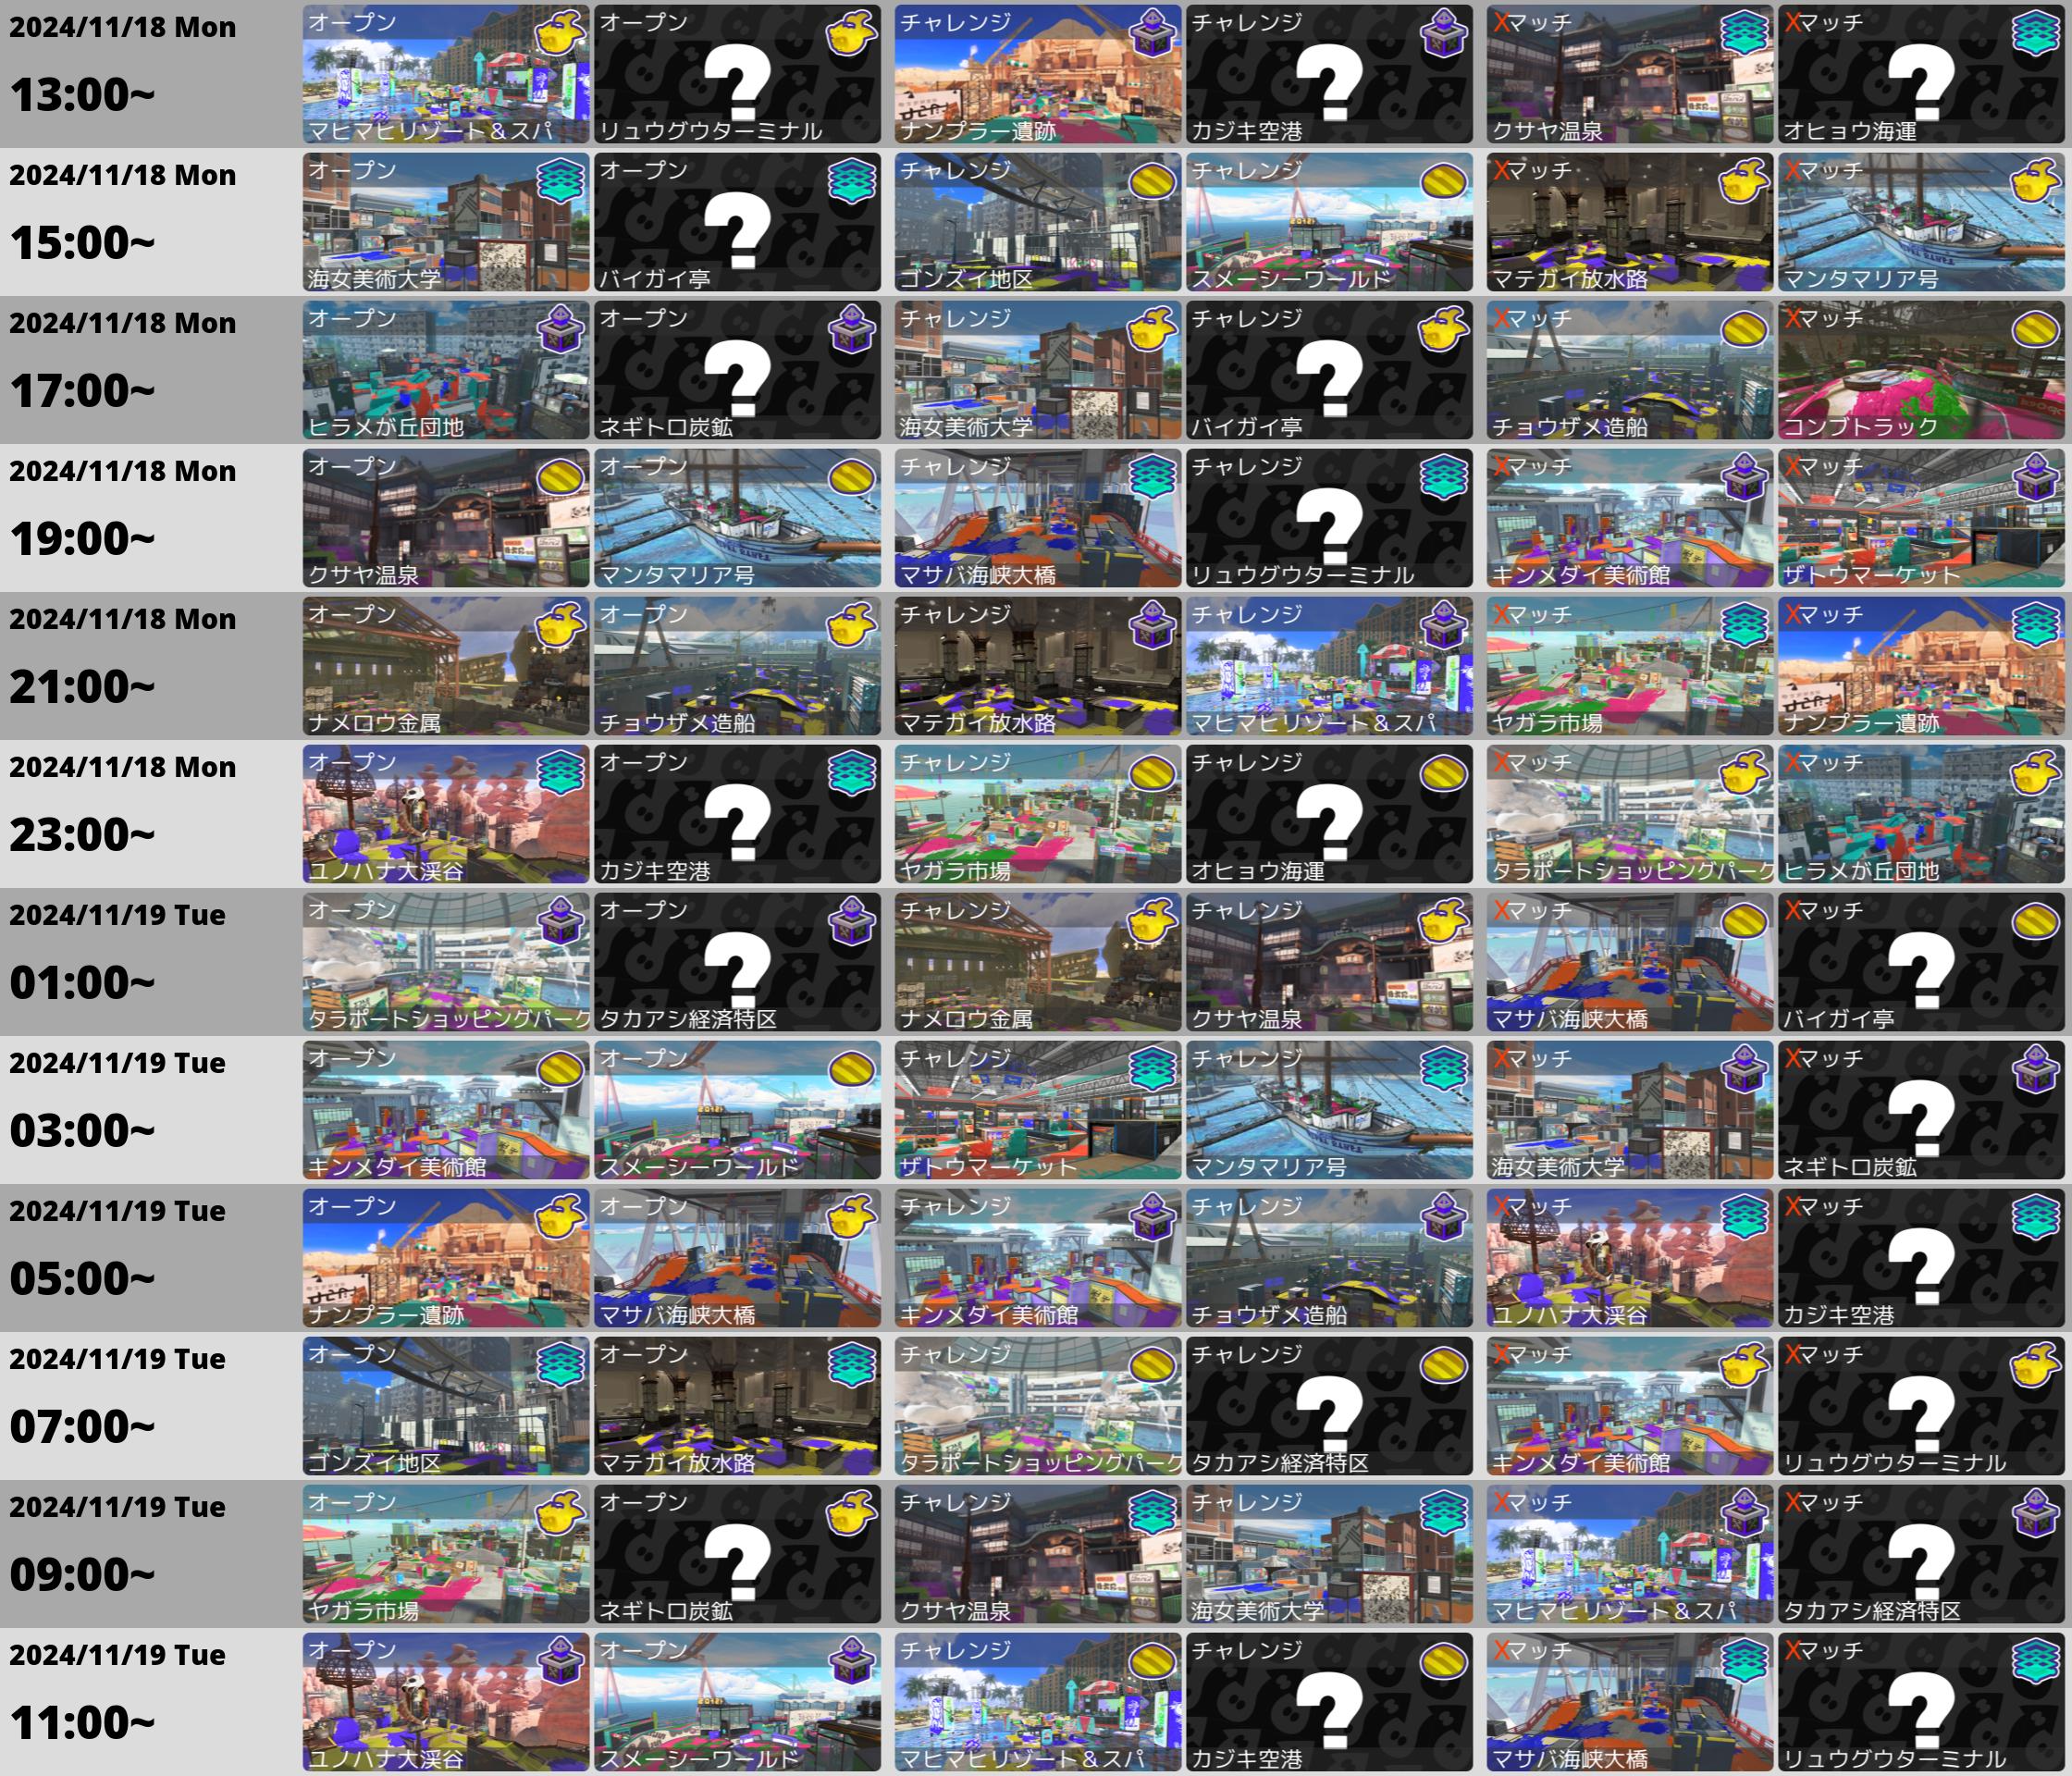 2024/11/18 Mon
13:00~
オープン
マヒマヒリゾート＆スパ
オープン
リュウグウターミナル
チャレンジ
ナンプラー遺跡
チャレンジ
カジキ空港
Xマッチ
クサヤ温泉
Xマッチ
オヒョウ海運
2024/11/18 Mon
15:00~
オープン
海女美術大学
オープン
バイガイ亭
チャレンジ
ゴンズイ地区
チャレンジ
スメーシーワールド
Xマッチ
マテガイ放水路
Xマッチ
マンタマリア号
2024/11/18 Mon
17:00~
オープン
ヒラメが丘団地
オープン
ネギトロ炭鉱
チャレンジ
海女美術大学
チャレンジ
バイガイ亭
Xマッチ
チョウザメ造船
Xマッチ
コンブトラック
2024/11/18 Mon
19:00~
オープン
クサヤ温泉
オープン
マンタマリア号
チャレンジ
マサバ海峡大橋
チャレンジ
リュウグウターミナル
Xマッチ
キンメダイ美術館
Xマッチ
ザトウマーケット
2024/11/18 Mon
21:00~
オープン
ナメロウ金属
オープン
チョウザメ造船
チャレンジ
マテガイ放水路
チャレンジ
マヒマヒリゾート＆スパ
Xマッチ
ヤガラ市場
Xマッチ
ナンプラー遺跡
2024/11/18 Mon
23:00~
オープン
ユノハナ大渓谷
オープン
カジキ空港
チャレンジ
ヤガラ市場
チャレンジ
オヒョウ海運
Xマッチ
タラポートショッピングパーク
Xマッチ
ヒラメが丘団地
2024/11/19 Tue
01:00~
オープン
タラポートショッピングパーク
オープン
タカアシ経済特区
チャレンジ
ナメロウ金属
チャレンジ
クサヤ温泉
Xマッチ
マサバ海峡大橋
Xマッチ
バイガイ亭
2024/11/19 Tue
03:00~
オープン
キンメダイ美術館
オープン
スメーシーワールド
チャレンジ
ザトウマーケット
チャレンジ
マンタマリア号
Xマッチ
海女美術大学
Xマッチ
ネギトロ炭鉱
2024/11/19 Tue
05:00~
オープン
ナンプラー遺跡
オープン
マサバ海峡大橋
チャレンジ
キンメダイ美術館
チャレンジ
チョウザメ造船
Xマッチ
ユノハナ大渓谷
Xマッチ
カジキ空港
2024/11/19 Tue
07:00~
オープン
ゴンズイ地区
オープン
マテガイ放水路
チャレンジ
タラポートショッピングパーク
チャレンジ
タカアシ経済特区
Xマッチ
キンメダイ美術館
Xマッチ
リュウグウターミナル
2024/11/19 Tue
09:00~
オープン
ヤガラ市場
オープン
ネギトロ炭鉱
チャレンジ
クサヤ温泉
チャレンジ
海女美術大学
Xマッチ
マヒマヒリゾート＆スパ
Xマッチ
タカアシ経済特区
2024/11/19 Tue
11:00~
オープン
ユノハナ大渓谷
オープン
スメーシーワールド
チャレンジ
マヒマヒリゾート＆スパ
チャレンジ
カジキ空港
Xマッチ
マサバ海峡大橋
Xマッチ
リュウグウターミナル